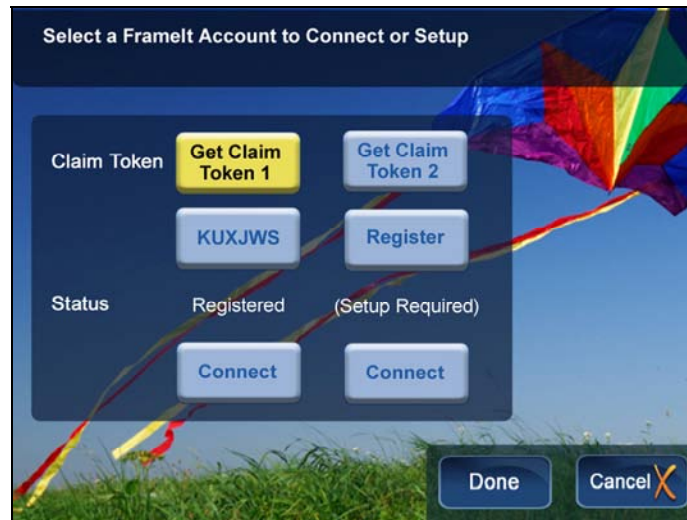 Select a FrameIt Account to Connect or Setup
Claim Token
Get Claim
Token 1
Get Claim
Token 2
KUXJWS
Register
Status
Registered
(Setup Required)
Connect
Connect
Done
Cancel